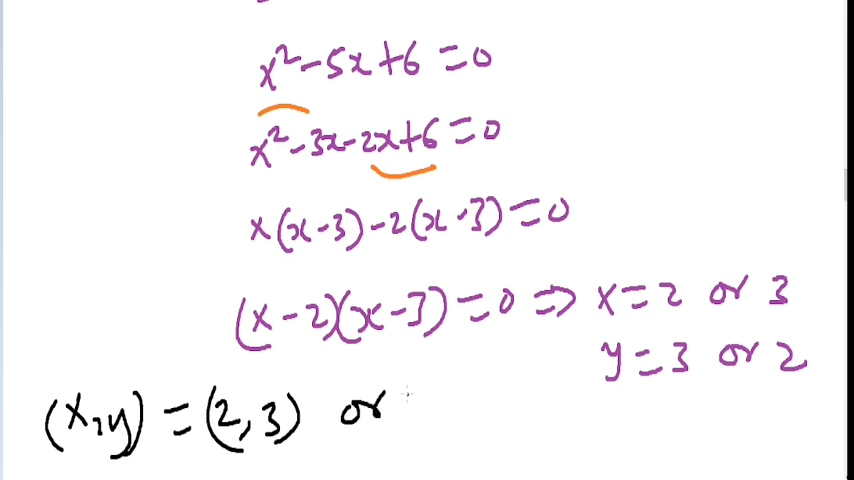 x²-5x+6=0
x²-3x-2x+6=0
x(x-3)-2(x-3)=0
(x-2)(x-3)=0 ⇒ x=2 or 3
y=3 or 2
(x,y)=(2,3) or